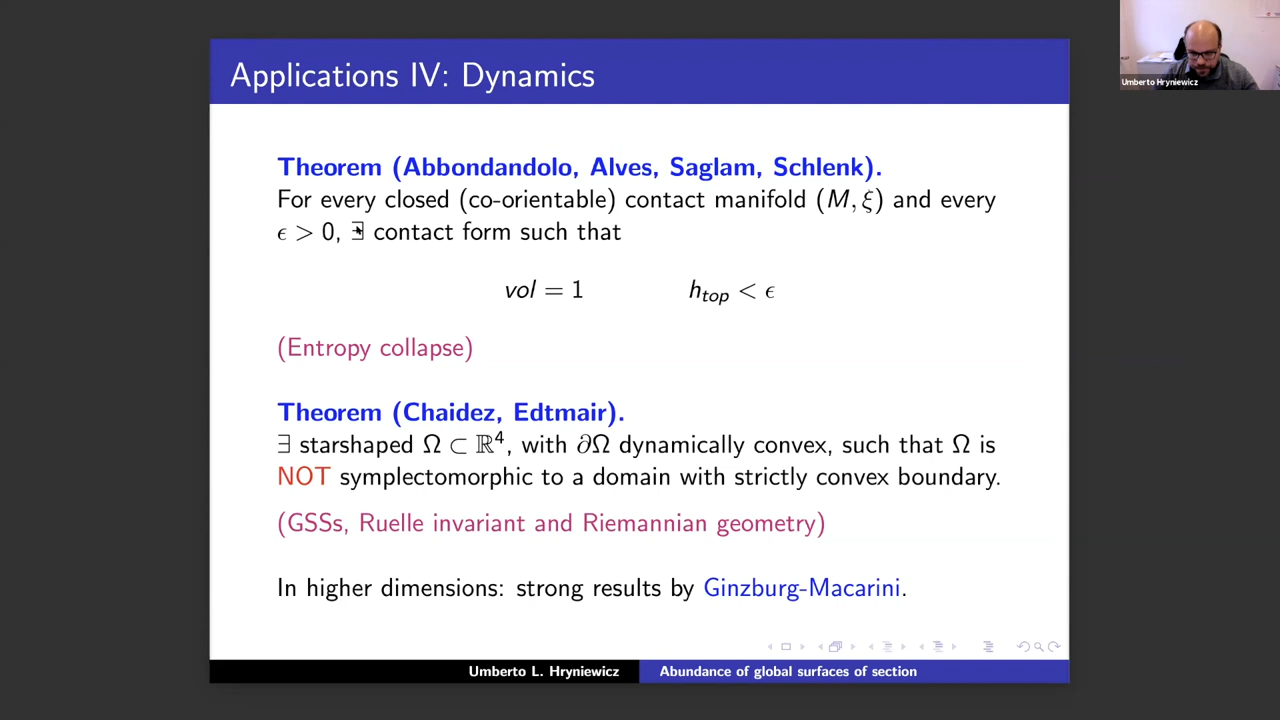 Applications IV: Dynamics
Umberto Hryniewicz
Theorem (Abbondandolo, Alves, Saglam, Schlenk).
For every closed (co-orientable) contact manifold (M, ξ) and every
ϵ > 0, ∃ contact form such that
vol = 1 h_top < ϵ
(Entropy collapse)
Theorem (Chaidez, Edtmair).
∃ starshaped Ω ⊂ ℝ⁴, with ∂Ω dynamically convex, such that Ω is
NOT symplectomorphic to a domain with strictly convex boundary.
(GSSs, Ruelle invariant and Riemannian geometry)
In higher dimensions: strong results by Ginzburg-Macarini.
Umberto L. Hryniewicz Abundance of global surfaces of section